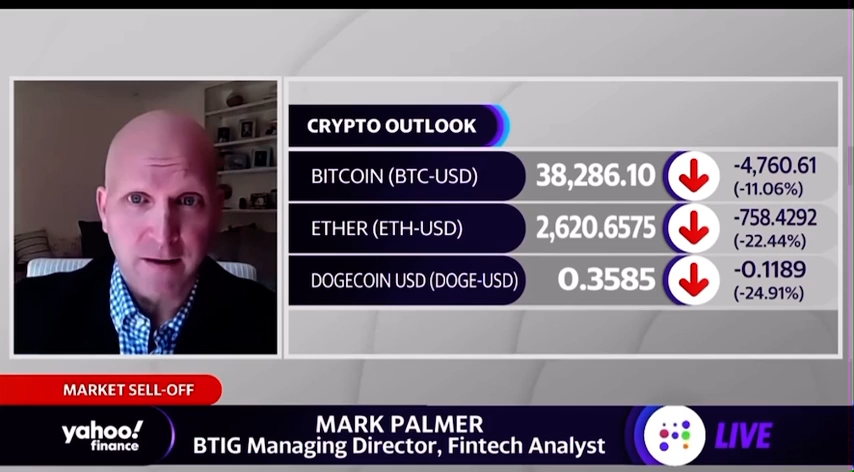 CRYPTO OUTLOOK
BITCOIN (BTC-USD) 38,286.10 -4,760.61
(-11.06%)
ETHER (ETH-USD) 2,620.6575 -758.4292
(-22.44%)
DOGECOIN USD (DOGE-USD) 0.3585 -0.1189
(-24.91%)
MARKET SELL-OFF
yahoo!
finance
MARK PALMER
BTIG Managing Director, Fintech Analyst
LIVE